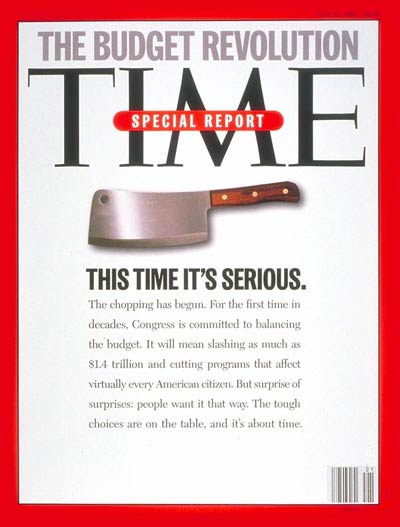 THE BUDGET REVOLUTION
TIME
SPECIAL REPORT
THIS TIME IT'S SERIOUS.
The chopping has begun. For the first time in
decades, Congress is committed to balancing
the budget. It will mean slashing as much as
$1.4 trillion and cutting programs that affect
virtually every American citizen. But surprise of
surprises: people want it that way. The tough
choices are on the table, and it's about time.